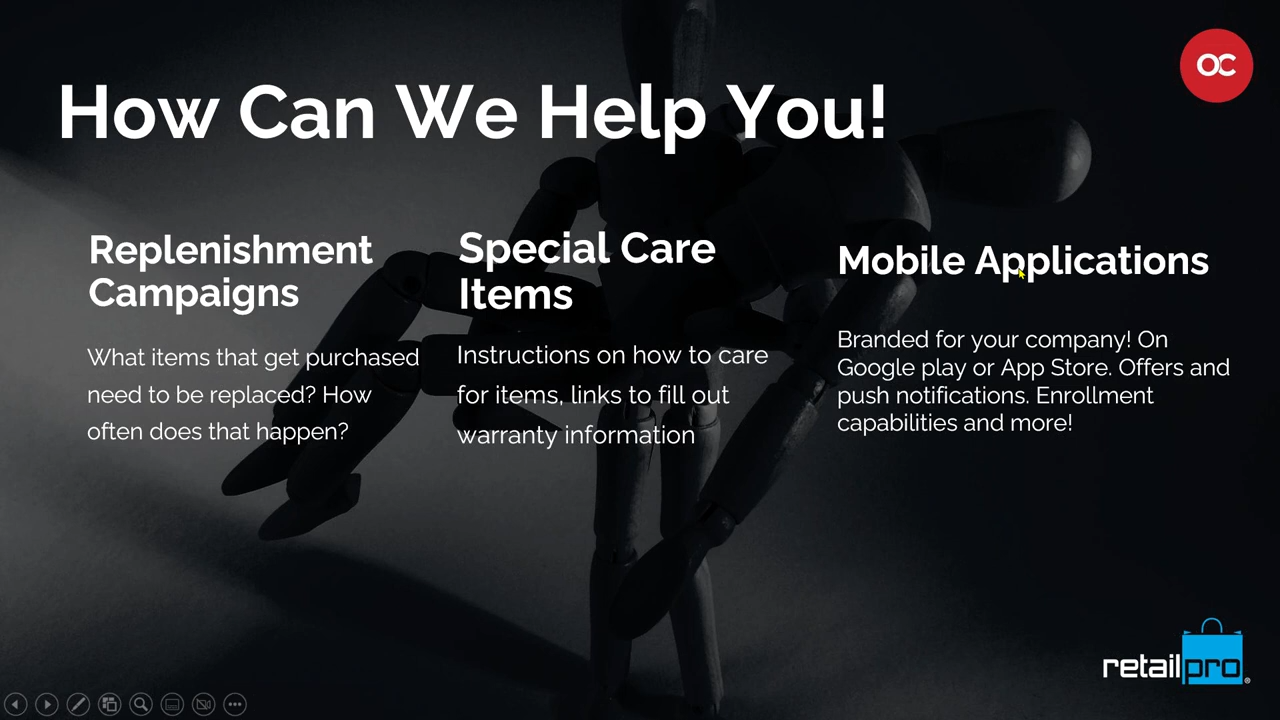 How Can We Help You!
OC
Replenishment
Campaigns
What items that get purchased
need to be replaced? How
often does that happen?
Special Care
Items
Instructions on how to care
for items, links to fill out
warranty information
Mobile Applications
Branded for your company! On
Google play or App Store. Offers and
push notifications. Enrollment
capabilities and more!
retailpro®